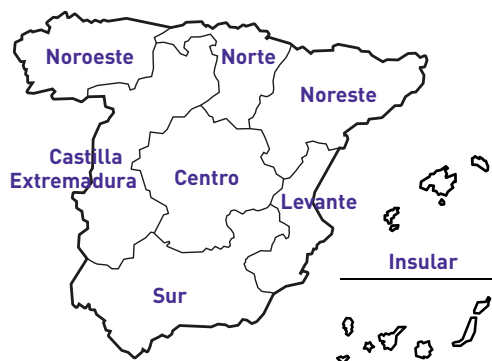 Noroeste
Norte
Noreste
Castilla
Extremadura
Centro
Levante
Insular
Sur